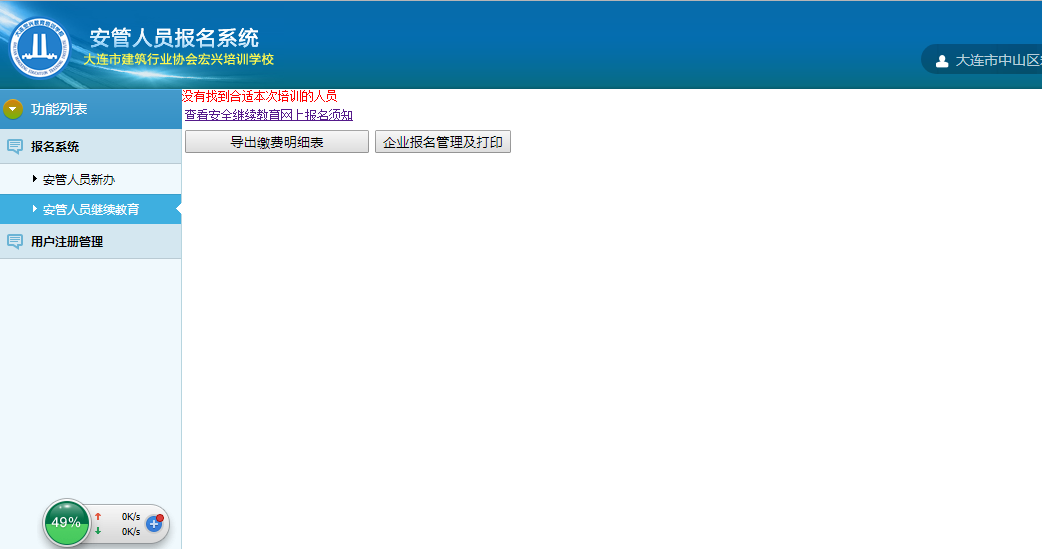 安管人员报名系统
大连市建筑行业协会宏兴培训学校
大连市中山区
功能列表
没有找到合适本次培训的人员
查看安全继续教育网上报名须知
导出缴费明细表
企业报名管理及打印
报名系统
安管人员新办
安管人员继续教育
用户注册管理
49%
0K/s
0K/s